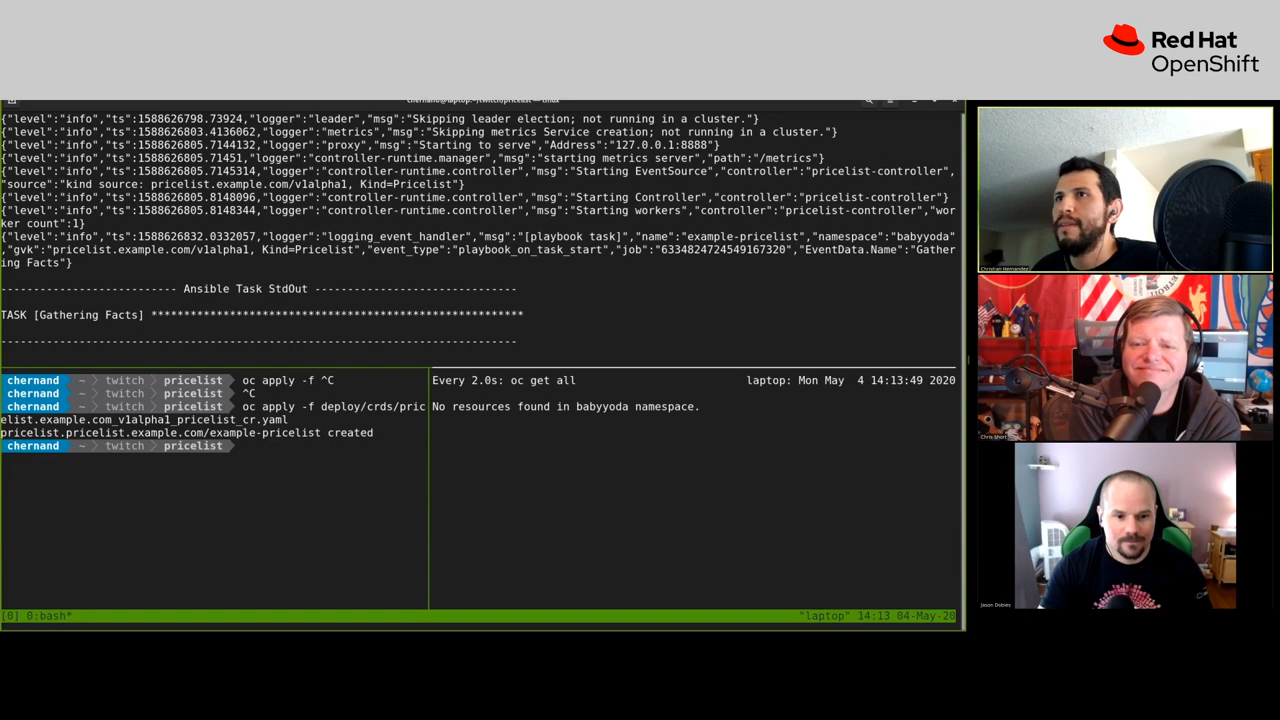 Red Hat
OpenShift
{"level":"info","ts":1588626798.73924,"logger":"leader","msg":"Skipping leader election; not running in a cluster."}
{"level":"info","ts":1588626803.4136062,"logger":"metrics","msg":"Skipping metrics Service creation; not running in a cluster."}
{"level":"info","ts":1588626805.7144132,"logger":"proxy","msg":"Starting to serve","Address":"127.0.0.1:8888"}
{"level":"info","ts":1588626805.71451,"logger":"controller-runtime.manager","msg":"starting metrics server","path":"/metrics"}
{"level":"info","ts":1588626805.7145314,"logger":"controller-runtime.controller","msg":"Starting EventSource","controller":"pricelist-controller",
"source":"kind source: pricelist.example.com/v1alpha1, Kind=Pricelist"}
{"level":"info","ts":1588626805.8148096,"logger":"controller-runtime.controller","msg":"Starting Controller","controller":"pricelist-controller"}
{"level":"info","ts":1588626805.8148344,"logger":"controller-runtime.controller","msg":"Starting workers","controller":"pricelist-controller","wor
ker count":1}
{"level":"info","ts":1588626832.0332057,"logger":"logging_event_handler","msg":"[playbook task]","name":"example-pricelist","namespace":"babyyoda"
,"gvk":"pricelist.example.com/v1alpha1, Kind=Pricelist","event_type":"playbook_on_task_start","job":"6334824724549167320","EventData.Name":"Gather
ing Facts"}
--------------------------- Ansible Task StdOut -------------------------------
TASK [Gathering Facts] *********************************************************
-------------------------------------------------------------------------------
chernand ~ twitch pricelist oc apply -f ^C
chernand ~ twitch pricelist ^C
chernand ~ twitch pricelist oc apply -f deploy/crds/pric
elist.example.com_v1alpha1_pricelist_cr.yaml
pricelist.pricelist.example.com/example-pricelist created
chernand ~ twitch pricelist
Every 2.0s: oc get all laptop: Mon May 4 14:13:49 2020
No resources found in babyyoda namespace.
[0] 0:bash* "laptop" 14:13 04-May-20
Christian Hernandez
Chris Short
Jason Dobies